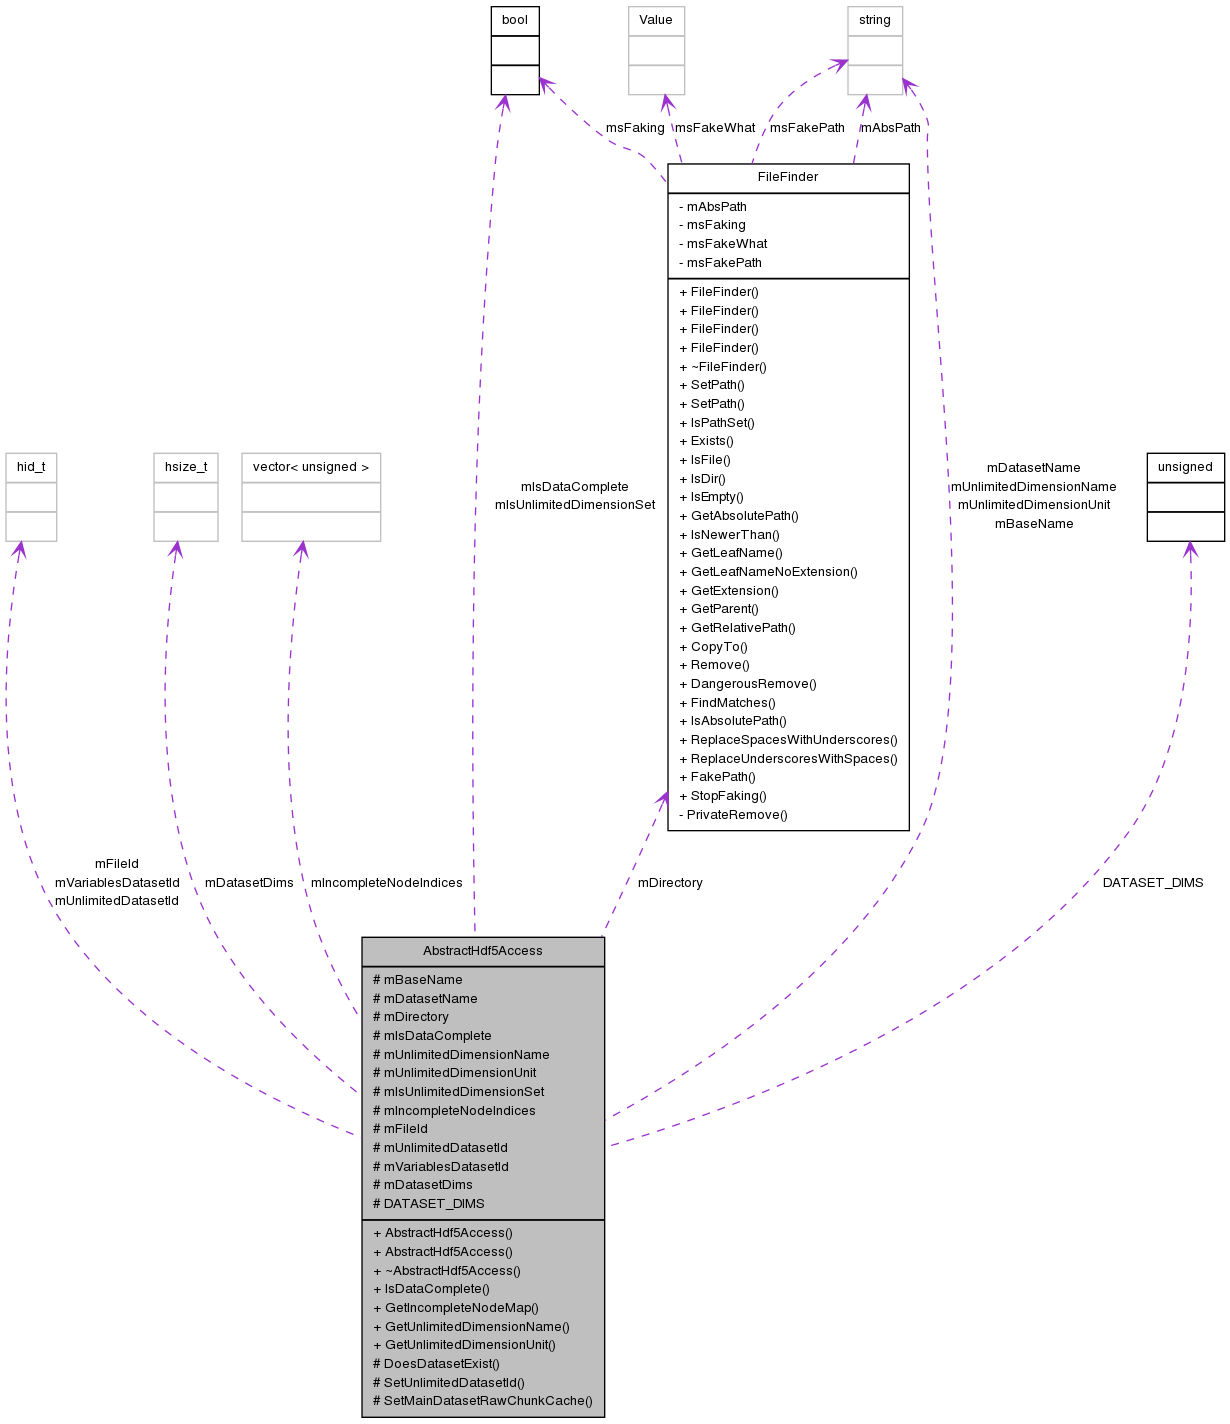 bool
Value
string
msFaking
msFakeWhat
msFakePath
mAbsPath
FileFinder
- mAbsPath
- msFaking
- msFakeWhat
- msFakePath
+ FileFinder()
+ FileFinder()
+ FileFinder()
+ FileFinder()
+ ~FileFinder()
+ SetPath()
+ SetPath()
+ IsPathSet()
+ Exists()
+ IsFile()
+ IsDir()
+ IsEmpty()
+ GetAbsolutePath()
+ IsNewerThan()
+ GetLeafName()
+ GetLeafNameNoExtension()
+ GetExtension()
+ GetParent()
+ GetRelativePath()
+ CopyTo()
+ Remove()
+ DangerousRemove()
+ FindMatches()
+ IsAbsolutePath()
+ ReplaceSpacesWithUnderscores()
+ ReplaceUnderscoresWithSpaces()
+ FakePath()
+ StopFaking()
- PrivateRemove()
hid_t
hsize_t
vector< unsigned >
mIsDataComplete
mIsUnlimitedDimensionSet
mDatasetName
mUnlimitedDimensionName
mUnlimitedDimensionUnit
mBaseName
unsigned
mFileId
mVariablesDatasetId
mUnlimitedDatasetId
mDatasetDims
mIncompleteNodeIndices
mDirectory
DATASET_DIMS
AbstractHdf5Access
# mBaseName
# mDatasetName
# mDirectory
# mIsDataComplete
# mUnlimitedDimensionName
# mUnlimitedDimensionUnit
# mIsUnlimitedDimensionSet
# mIncompleteNodeIndices
# mFileId
# mUnlimitedDatasetId
# mVariablesDatasetId
# mDatasetDims
# DATASET_DIMS
+ AbstractHdf5Access()
+ AbstractHdf5Access()
+ ~AbstractHdf5Access()
+ IsDataComplete()
+ GetIncompleteNodeMap()
+ GetUnlimitedDimensionName()
+ GetUnlimitedDimensionUnit()
# DoesDatasetExist()
# SetUnlimitedDatasetId()
# SetMainDatasetRawChunkCache()